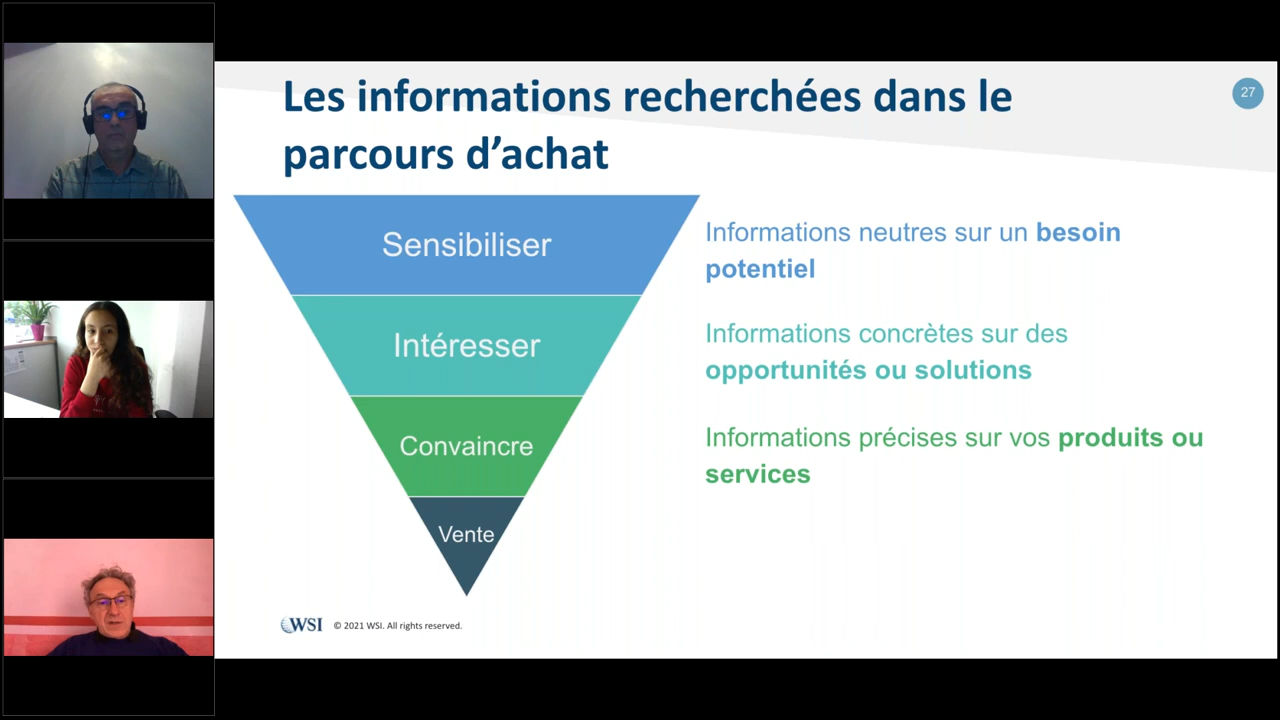 Les informations recherchées dans le
parcours d’achat
27
Sensibiliser
Informations neutres sur un besoin
potentiel
Intéresser
Informations concrètes sur des
opportunités ou solutions
Convaincre
Informations précises sur vos produits ou
services
Vente
WSI © 2021 WSI. All rights reserved.